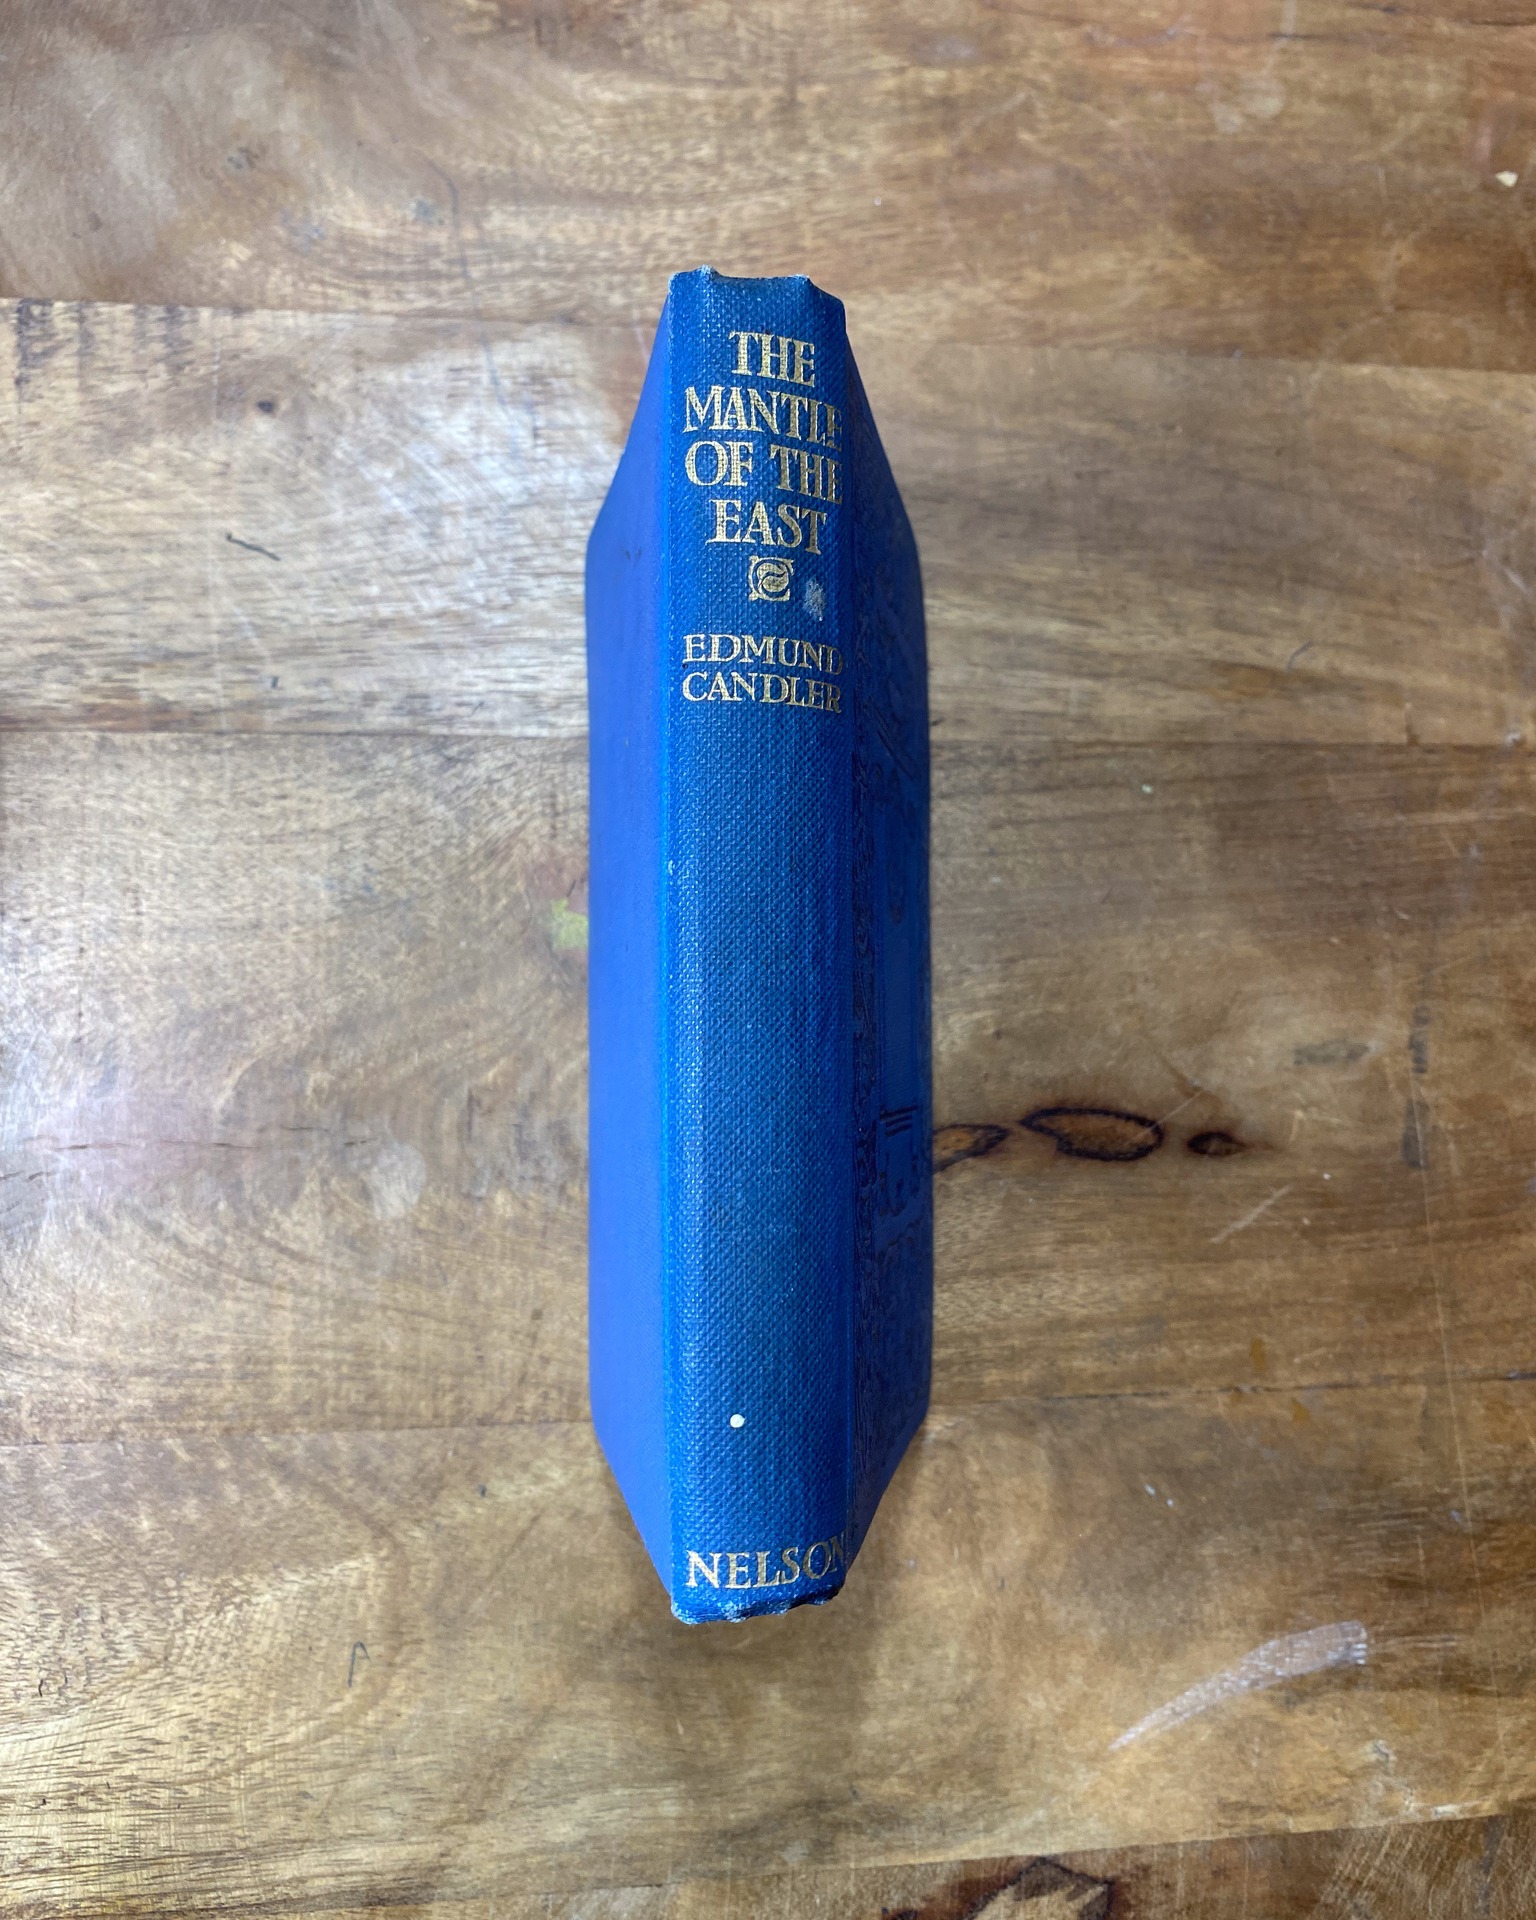 THE
MANTLE
OF THE
EAST
EDMUND
CANDLER
NELSON